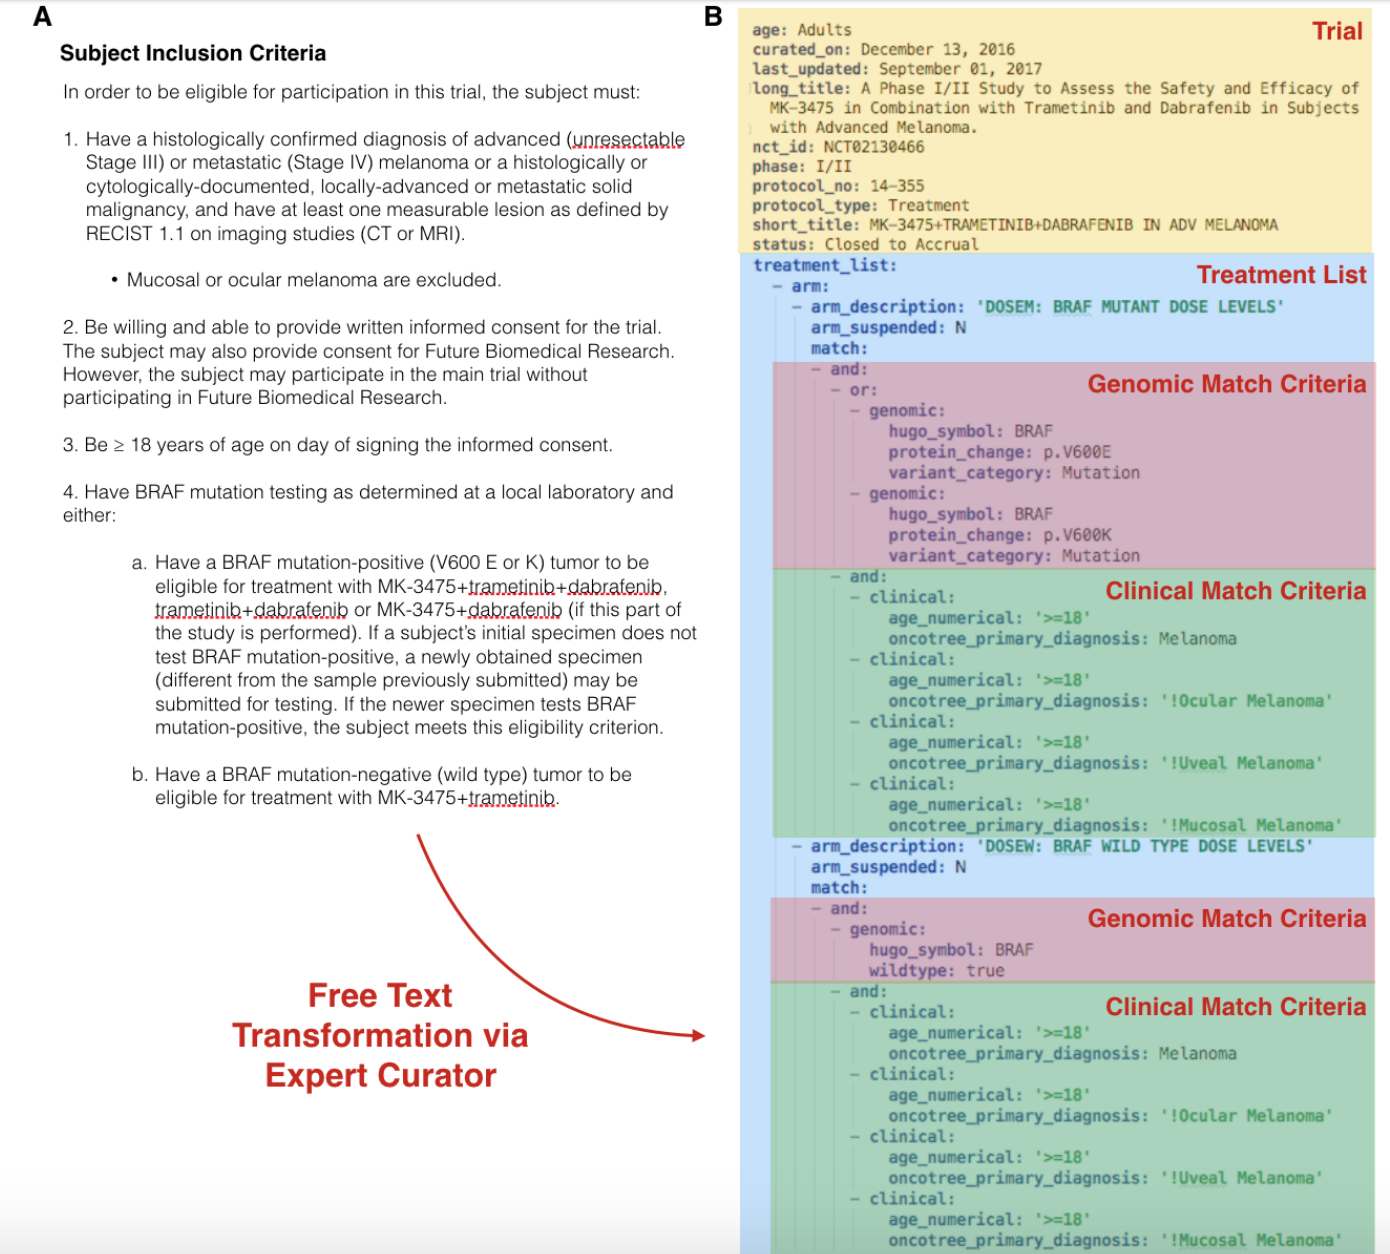 A
Subject Inclusion Criteria
In order to be eligible for participation in this trial, the subject must:
1. Have a histologically confirmed diagnosis of advanced (unresectable
Stage III) or metastatic (Stage IV) melanoma or a histologically or
cytologically-documented, locally-advanced or metastatic solid
malignancy, and have at least one measurable lesion as defined by
RECIST 1.1 on imaging studies (CT or MRI).
• Mucosal or ocular melanoma are excluded.
2. Be willing and able to provide written informed consent for the trial.
The subject may also provide consent for Future Biomedical Research.
However, the subject may participate in the main trial without
participating in Future Biomedical Research.
3. Be ≥ 18 years of age on day of signing the informed consent.
4. Have BRAF mutation testing as determined at a local laboratory and
either:
a. Have a BRAF mutation-positive (V600 E or K) tumor to be
eligible for treatment with MK-3475+trametinib+dabrafenib,
trametinib+dabrafenib or MK-3475+dabrafenib (if this part of
the study is performed). If a subject's initial specimen does not
test BRAF mutation-positive, a newly obtained specimen
(different from the sample previously submitted) may be
submitted for testing. If the newer specimen tests BRAF
mutation-positive, the subject meets this eligibility criterion.
b. Have a BRAF mutation-negative (wild type) tumor to be
eligible for treatment with MK-3475+trametinib.
Free Text
Transformation via
Expert Curator
B
Trial
age: Adults
curated_on: December 13, 2016
last_updated: September 01, 2017
long_title: A Phase I/II Study to Assess the Safety and Efficacy of
MK-3475 in Combination with Trametinib and Dabrafenib in Subjects
with Advanced Melanoma.
nct_id: NCT02130466
phase: I/II
protocol_no: 14-355
protocol_type: Treatment
short_title: MK-3475+TRAMETINIB+DABRAFENIB IN ADV MELANOMA
status: Closed to Accrual
treatment_list:
Treatment List
- arm:
- arm_description: 'DOSEM: BRAF MUTANT DOSE LEVELS'
arm_suspended: N
match:
- and:
Genomic Match Criteria
- or:
- genomic:
hugo_symbol: BRAF
protein_change: p.V600E
variant_category: Mutation
- genomic:
hugo_symbol: BRAF
protein_change: p.V600K
variant_category: Mutation
- and:
Clinical Match Criteria
- clinical:
age_numerical: '>=18'
oncotree_primary_diagnosis: Melanoma
- clinical:
age_numerical: '>=18'
oncotree_primary_diagnosis: '!Ocular Melanoma'
- clinical:
age_numerical: '>=18'
oncotree_primary_diagnosis: '!Uveal Melanoma'
- clinical:
age_numerical: '>=18'
oncotree_primary_diagnosis: '!Mucosal Melanoma'
- arm_description: 'DOSEW: BRAF WILD TYPE DOSE LEVELS'
arm_suspended: N
match:
- and:
Genomic Match Criteria
- genomic:
hugo_symbol: BRAF
wildtype: true
- and:
Clinical Match Criteria
- clinical:
age_numerical: '>=18'
oncotree_primary_diagnosis: Melanoma
- clinical:
age_numerical: '>=18'
oncotree_primary_diagnosis: '!Ocular Melanoma'
- clinical:
age_numerical: '>=18'
oncotree_primary_diagnosis: '!Uveal Melanoma'
- clinical:
age_numerical: '>=18'
oncotree_primary_diagnosis: '!Mucosal Melanoma'